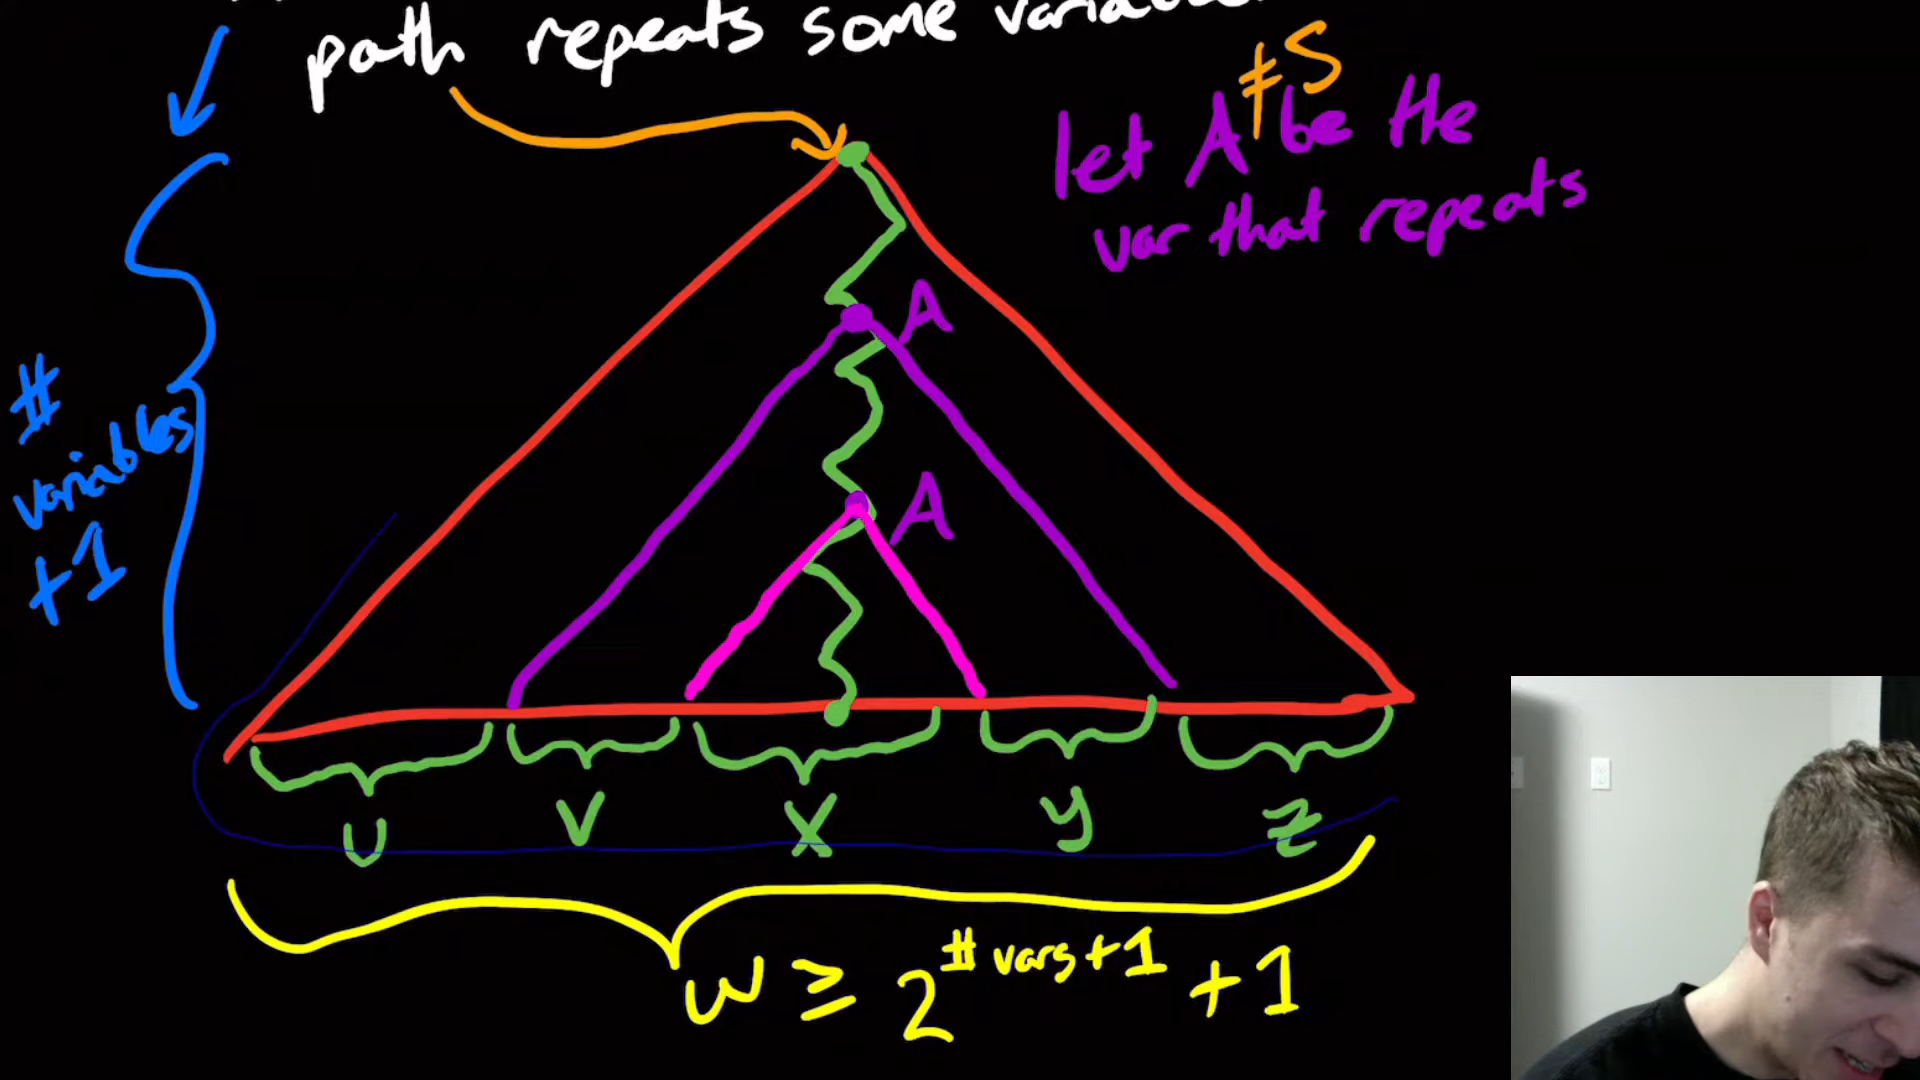 path repeats some
≠ S
let A be the
var that repeats
A
#
variables
+1
A
U V X Y Z
w ≥ 2^# vars+1 + 1